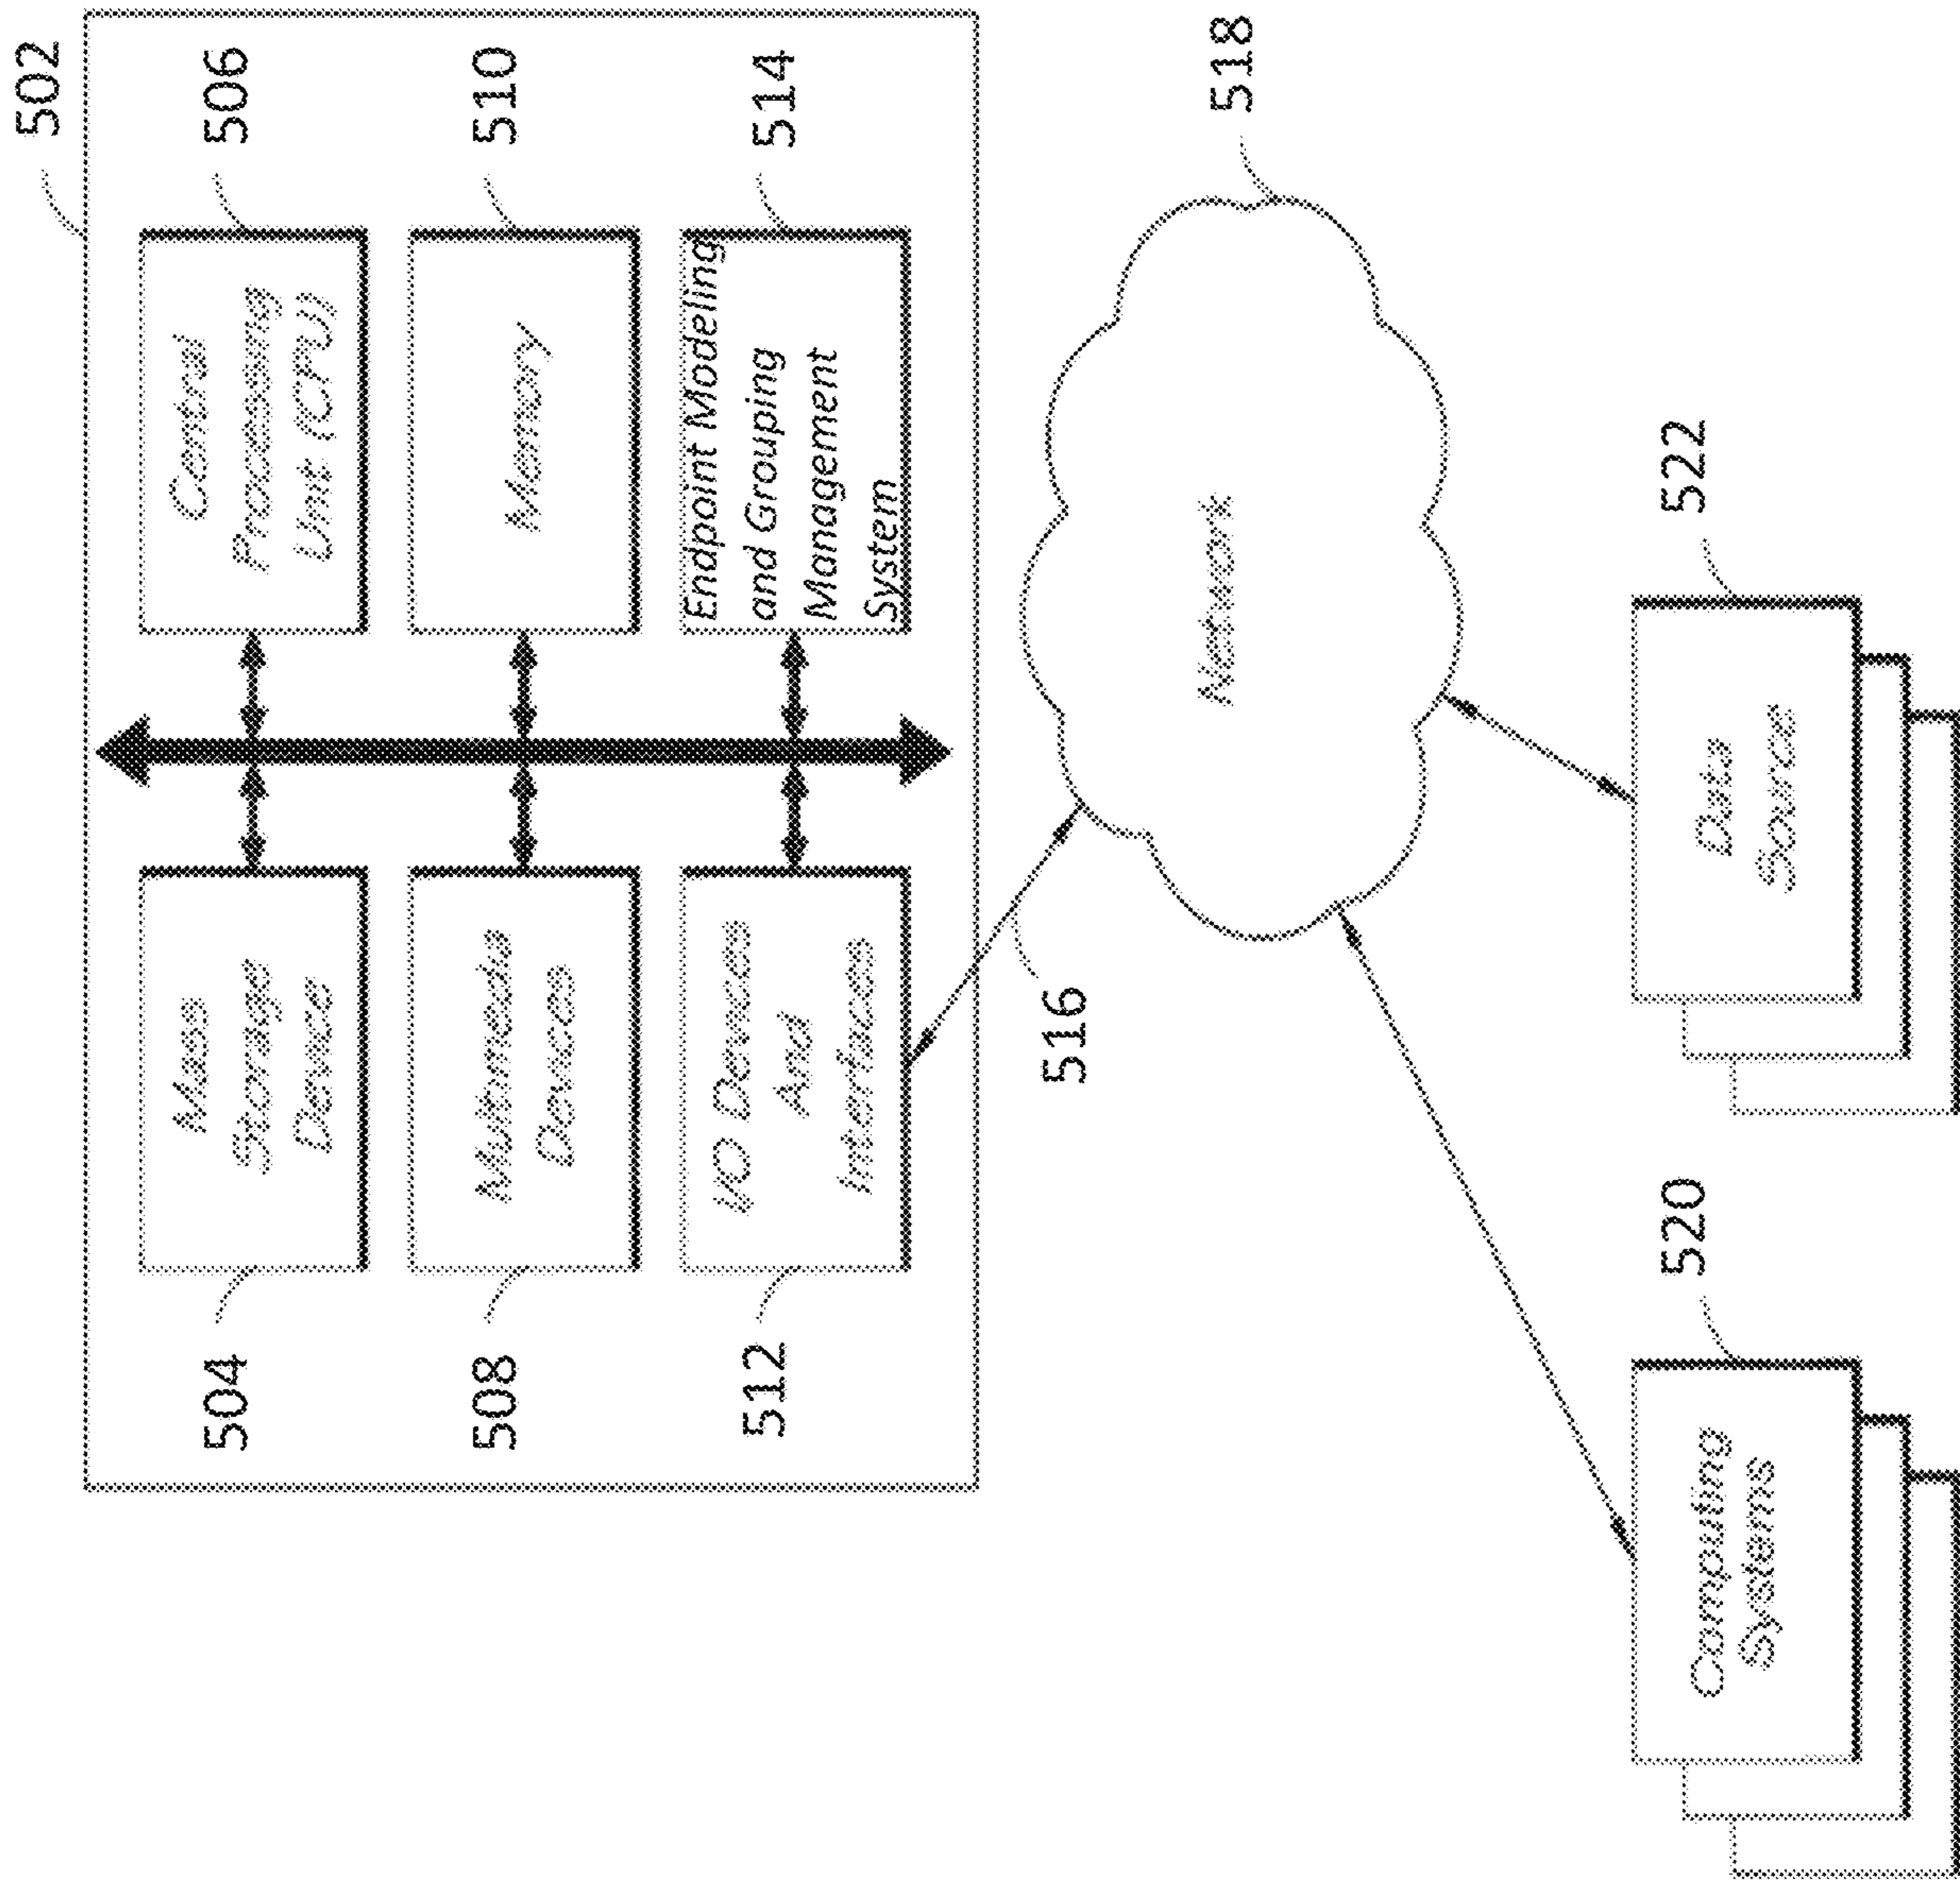 502
504
Mass
Storage
Device
Central
Processing
Unit (CPU)
506
508
Multimedia
Devices
Memory
510
512
I/O Devices
And
Interfaces
Endpoint Modeling
and Grouping
Management
System
514
516
Network
518
520
Computing
Systems
522
Data
Source